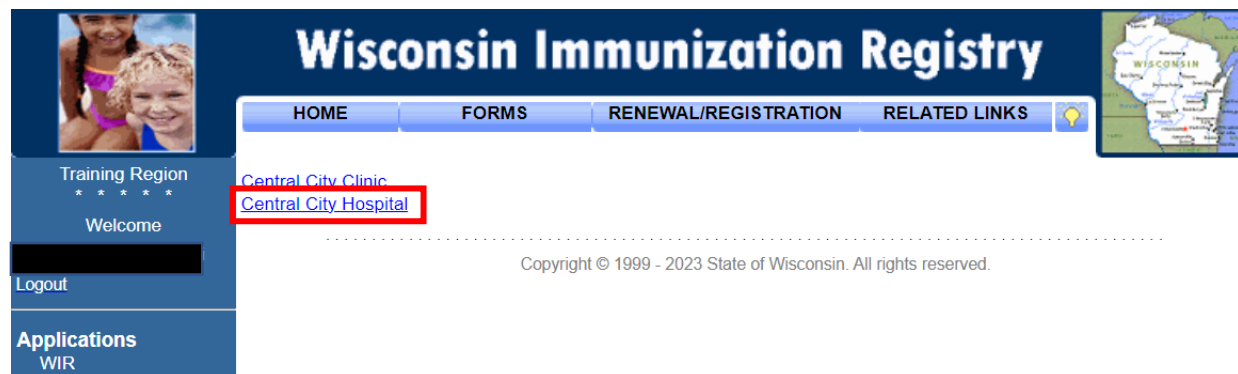 Wisconsin Immunization Registry
WISCONSIN
HOME FORMS RENEWAL/REGISTRATION RELATED LINKS
Training Region
* * * * *
Welcome
Logout
Applications
WIR
Central City Clinic
Central City Hospital
Copyright © 1999 - 2023 State of Wisconsin. All rights reserved.